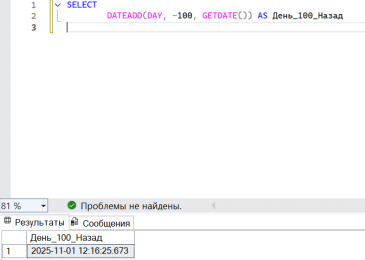 1 SELECT
2 DATEADD(DAY, -100, GETDATE()) AS День_100_Назад
3
81 % Проблемы не найдены.
Результаты Сообщения
День_100_Назад
1 2025-11-01 12:16:25.673